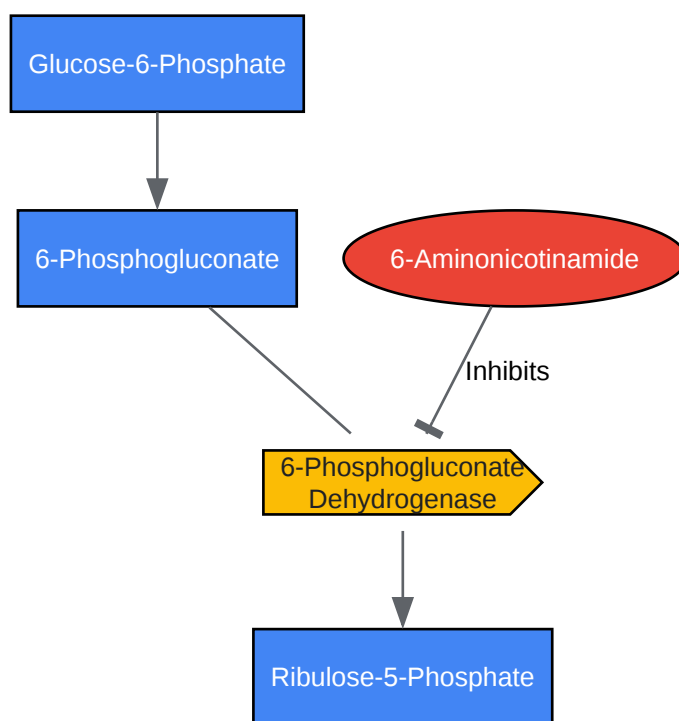 Glucose-6-Phosphate
6-Phosphogluconate
6-Aminonicotinamide
Inhibits
6-Phosphogluconate
Dehydrogenase
Ribulose-5-Phosphate